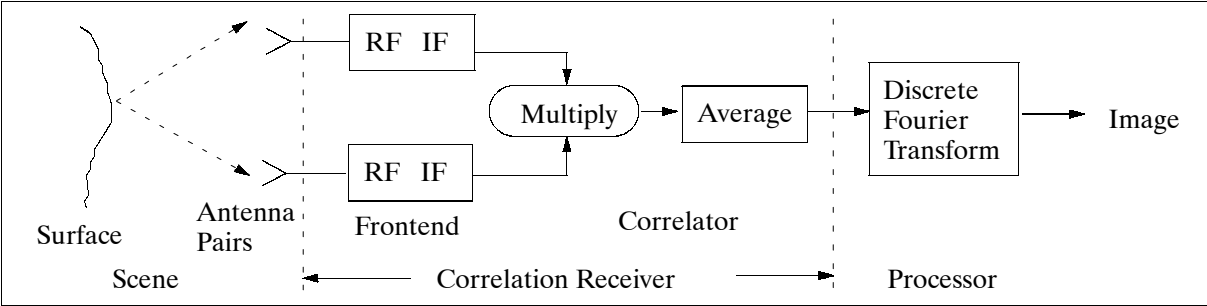 RF IF
Multiply
Average
Discrete
Fourier
Transform
Image
RF IF
Antenna
Pairs
Frontend
Correlator
Surface
Scene
Correlation Receiver
Processor